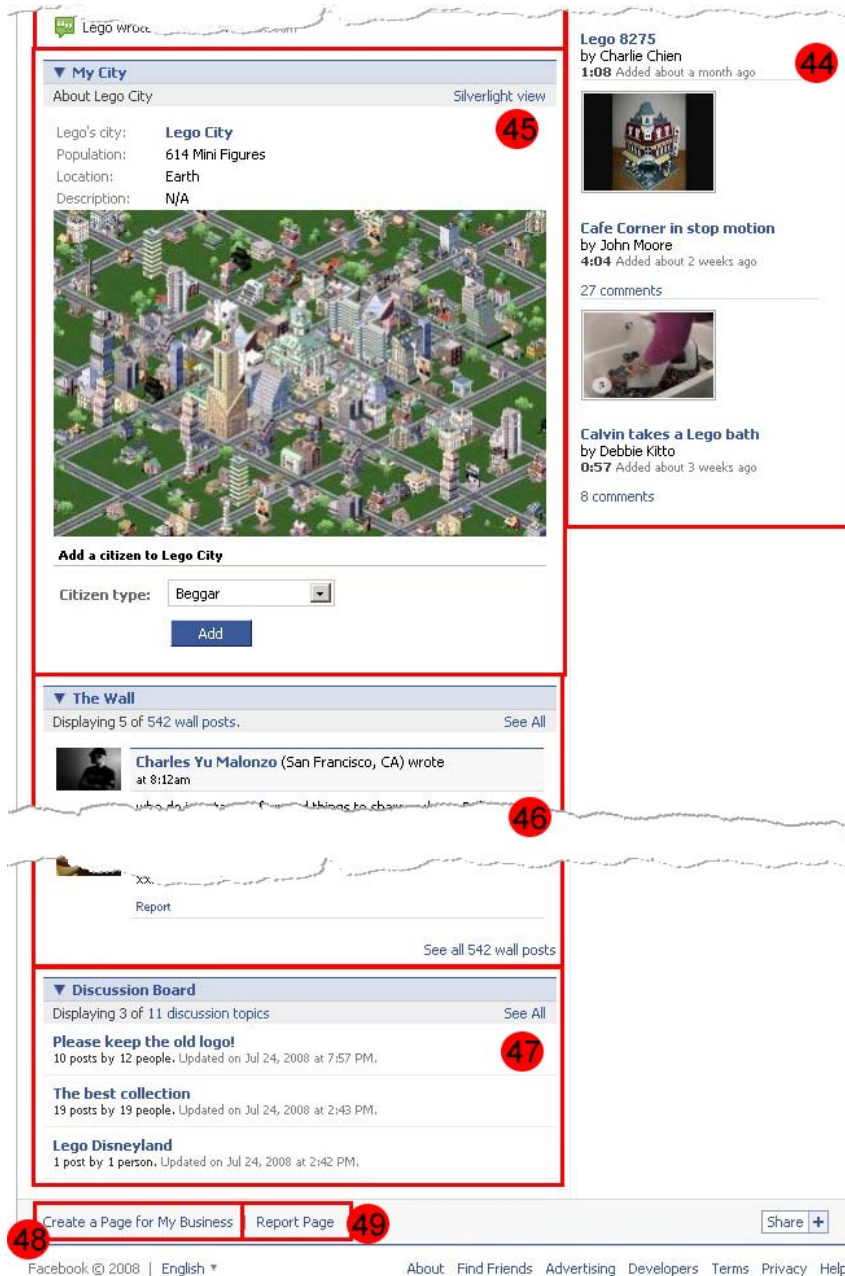 Lego wrote
▼ My City
About Lego City Silverlight view
45
Lego's city: Lego City
Population: 614 Mini Figures
Location: Earth
Description: N/A
Add a citizen to Lego City
Citizen type: Beggar
Add
Lego 8275
by Charlie Chien
1:08 Added about a month ago
44
Cafe Corner in stop motion
by John Moore
4:04 Added about 2 weeks ago
27 comments
Calvin takes a Lego bath
by Debbie Kitto
0:57 Added about 3 weeks ago
8 comments
▼ The Wall
Displaying 5 of 542 wall posts. See All
Charles Yu Malonzo (San Francisco, CA) wrote
at 8:12am
46
xx.
Report
See all 542 wall posts
▼ Discussion Board
Displaying 3 of 11 discussion topics See All
Please keep the old logo!
10 posts by 12 people. Updated on Jul 24, 2008 at 7:57 PM.
47
The best collection
19 posts by 19 people. Updated on Jul 24, 2008 at 2:43 PM.
Lego Disneyland
1 post by 1 person. Updated on Jul 24, 2008 at 2:42 PM.
Create a Page for My Business | Report Page Share +
48 49
Facebook © 2008 | English ▼ About Find Friends Advertising Developers Terms Privacy Help